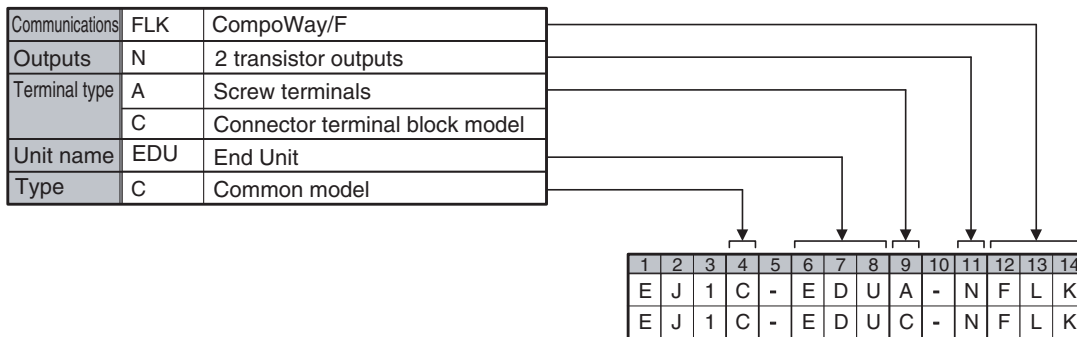 Communications FLK CompoWay/F
Outputs N 2 transistor outputs
Terminal type A Screw terminals
C Connector terminal block model
Unit name EDU End Unit
Type C Common model
1 2 3 4 5 6 7 8 9 10 11 12 13 14
E J 1 C - E D U A - N F L K
E J 1 C - E D U C - N F L K